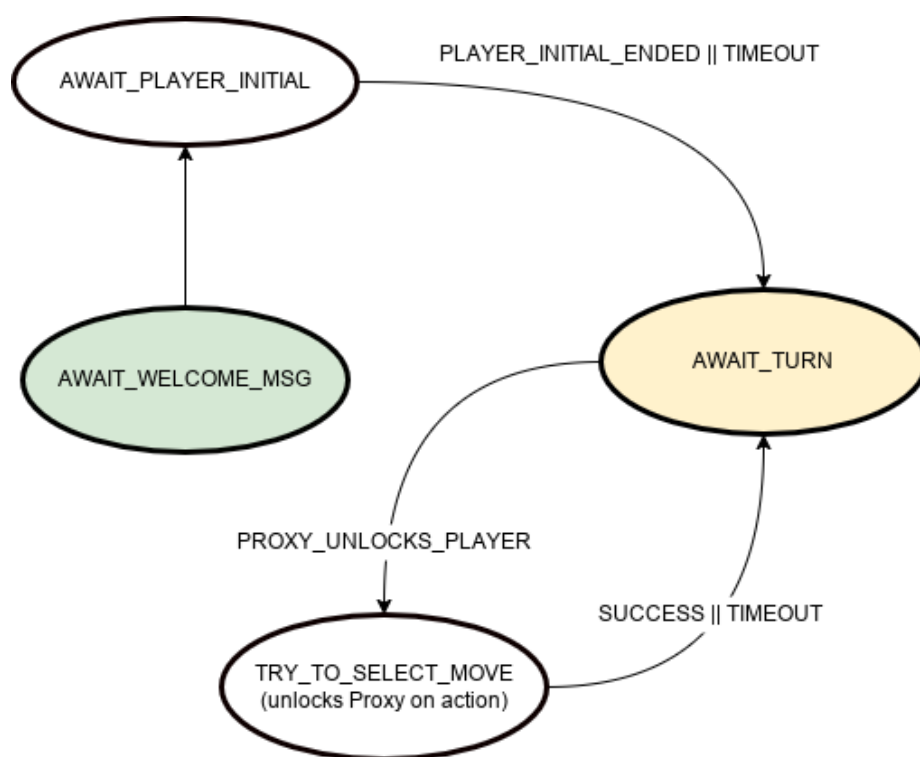 PLAYER_INITIAL_ENDED || TIMEOUT
AWAIT_PLAYER_INITIAL
AWAIT_TURN
AWAIT_WELCOME_MSG
PROXY_UNLOCKS_PLAYER
SUCCESS || TIMEOUT
TRY_TO_SELECT_MOVE
(unlocks Proxy on action)